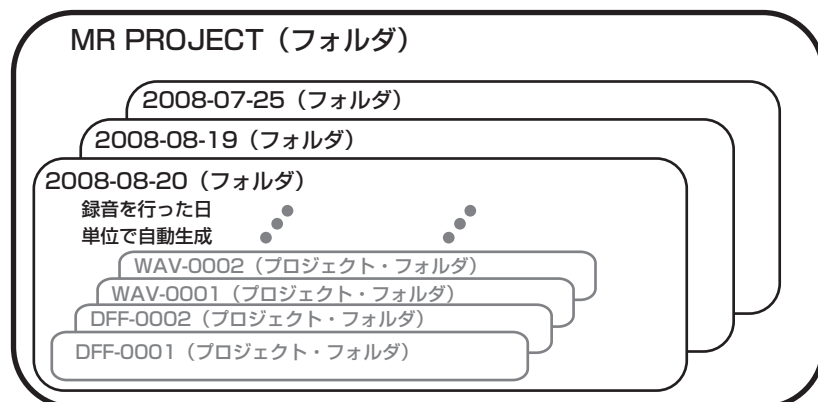 MR PROJECT（フォルダ）
2008-07-25（フォルダ）
2008-08-19（フォルダ）
2008-08-20（フォルダ）
録音を行った日
単位で自動生成
WAV-0002（プロジェクト・フォルダ）
WAV-0001（プロジェクト・フォルダ）
DFF-0002（プロジェクト・フォルダ）
DFF-0001（プロジェクト・フォルダ）